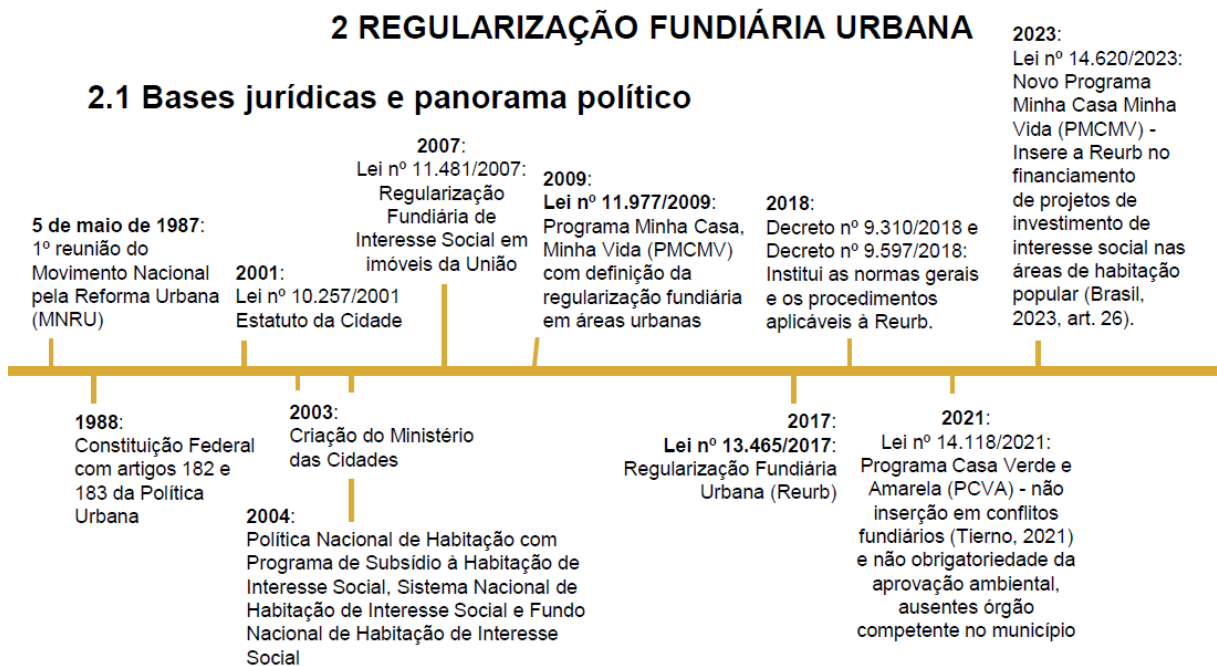 2 REGULARIZAÇÃO FUNDIÁRIA URBANA
2.1 Bases jurídicas e panorama político
5 de maio de 1987:
1º reunião do
Movimento Nacional
pela Reforma Urbana
(MNRU)
1988:
Constituição Federal
com artigos 182 e
183 da Política
Urbana
2001:
Lei nº 10.257/2001
Estatuto da Cidade
2003:
Criação do Ministério
das Cidades
2004:
Política Nacional de Habitação com
Programa de Subsídio à Habitação de
Interesse Social, Sistema Nacional de
Habitação de Interesse Social e Fundo
Nacional de Habitação de Interesse
Social
2007:
Lei nº 11.481/2007:
Regularização
Fundiária de
Interesse Social em
imóveis da União
2009:
Lei nº 11.977/2009:
Programa Minha Casa,
Minha Vida (PMCMV)
com definição da
regularização fundiária
em áreas urbanas
2017:
Lei nº 13.465/2017:
Regularização Fundiária
Urbana (Reurb)
2018:
Decreto nº 9.310/2018 e
Decreto nº 9.597/2018:
Institui as normas gerais
e os procedimentos
aplicáveis à Reurb.
2021:
Lei nº 14.118/2021:
Programa Casa Verde e
Amarela (PCVA) - não
inserção em conflitos
fundiários (Tierno, 2021)
e não obrigatoriedade da
aprovação ambiental,
ausentes órgão
competente no município
2023:
Lei nº 14.620/2023:
Novo Programa
Minha Casa Minha
Vida (PMCMV) -
Insere a Reurb no
financiamento
de projetos de
investimento de
interesse social nas
áreas de habitação
popular (Brasil,
2023, art. 26).